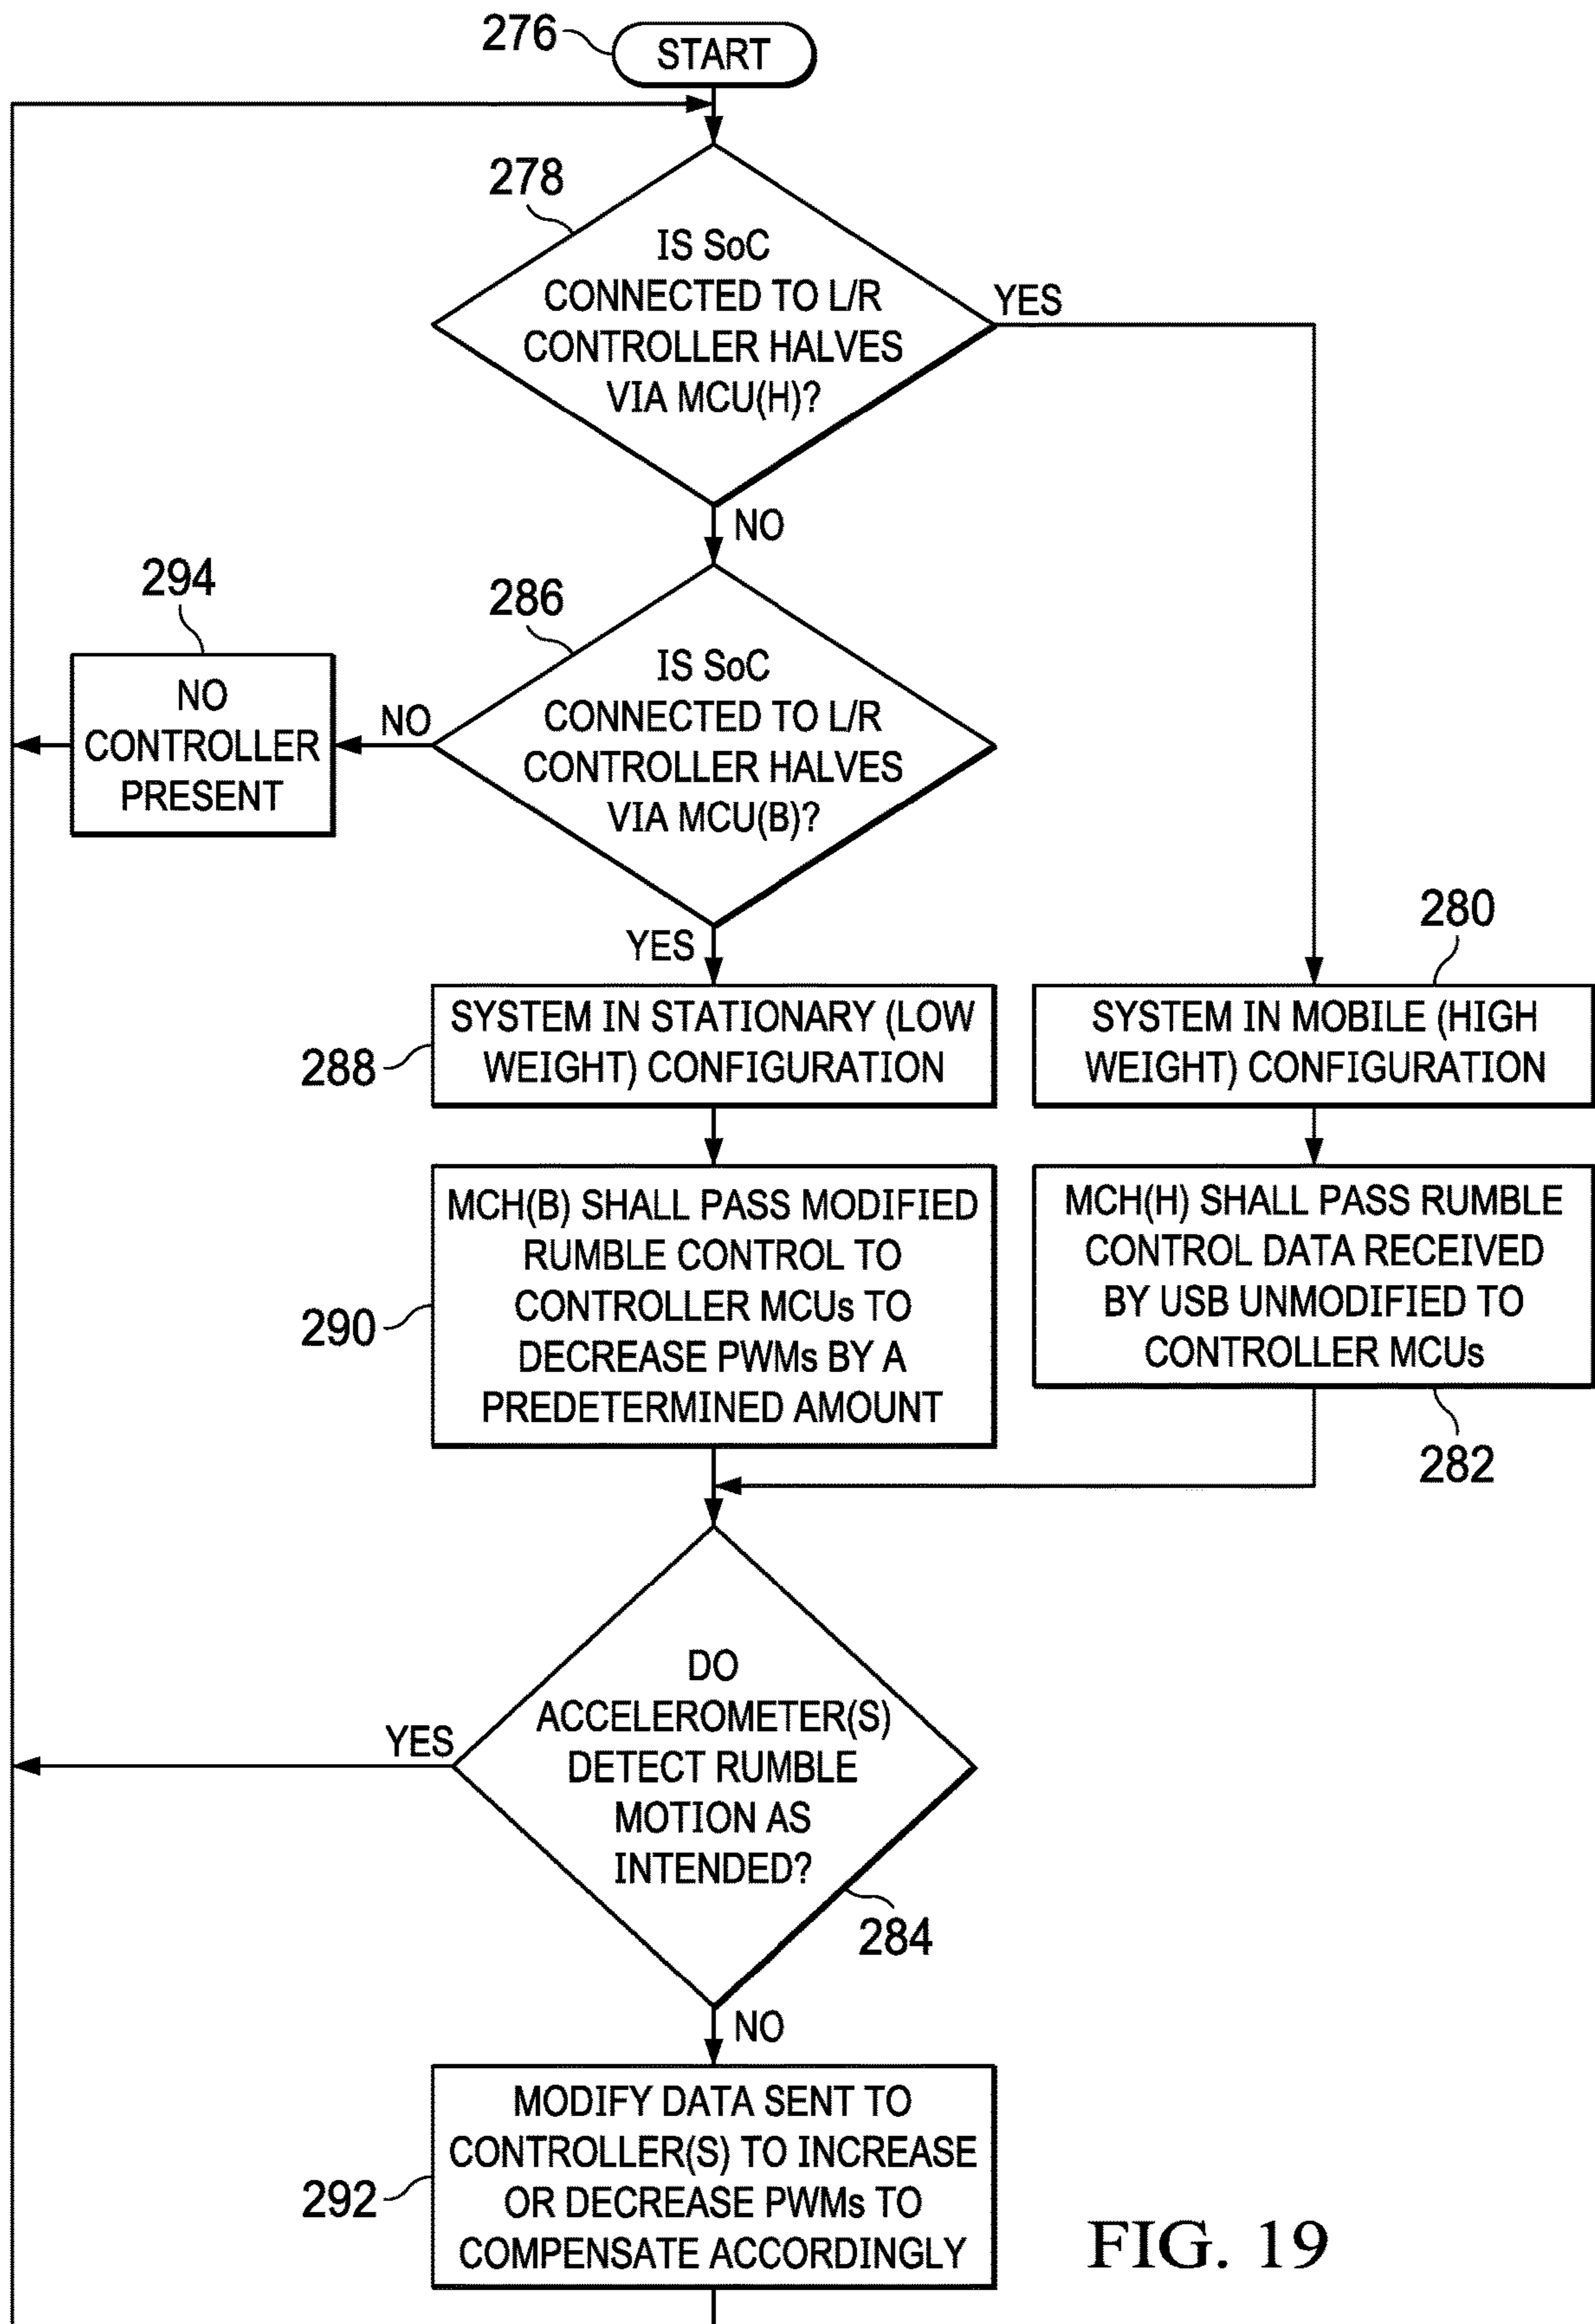 276
START
278
IS SoC
CONNECTED TO L/R
CONTROLLER HALVES
VIA MCU(H)?
YES
NO
294
NO
CONTROLLER
PRESENT
NO
286
IS SoC
CONNECTED TO L/R
CONTROLLER HALVES
VIA MCU(B)?
YES
288
SYSTEM IN STATIONARY (LOW
WEIGHT) CONFIGURATION
280
SYSTEM IN MOBILE (HIGH
WEIGHT) CONFIGURATION
290
MCH(B) SHALL PASS MODIFIED
RUMBLE CONTROL TO
CONTROLLER MCUs TO
DECREASE PWMs BY A
PREDETERMINED AMOUNT
MCH(H) SHALL PASS RUMBLE
CONTROL DATA RECEIVED
BY USB UNMODIFIED TO
CONTROLLER MCUs
282
DO
ACCELEROMETER(S)
DETECT RUMBLE
MOTION AS
INTENDED?
YES
284
NO
292
MODIFY DATA SENT TO
CONTROLLER(S) TO INCREASE
OR DECREASE PWMs TO
COMPENSATE ACCORDINGLY
FIG. 19